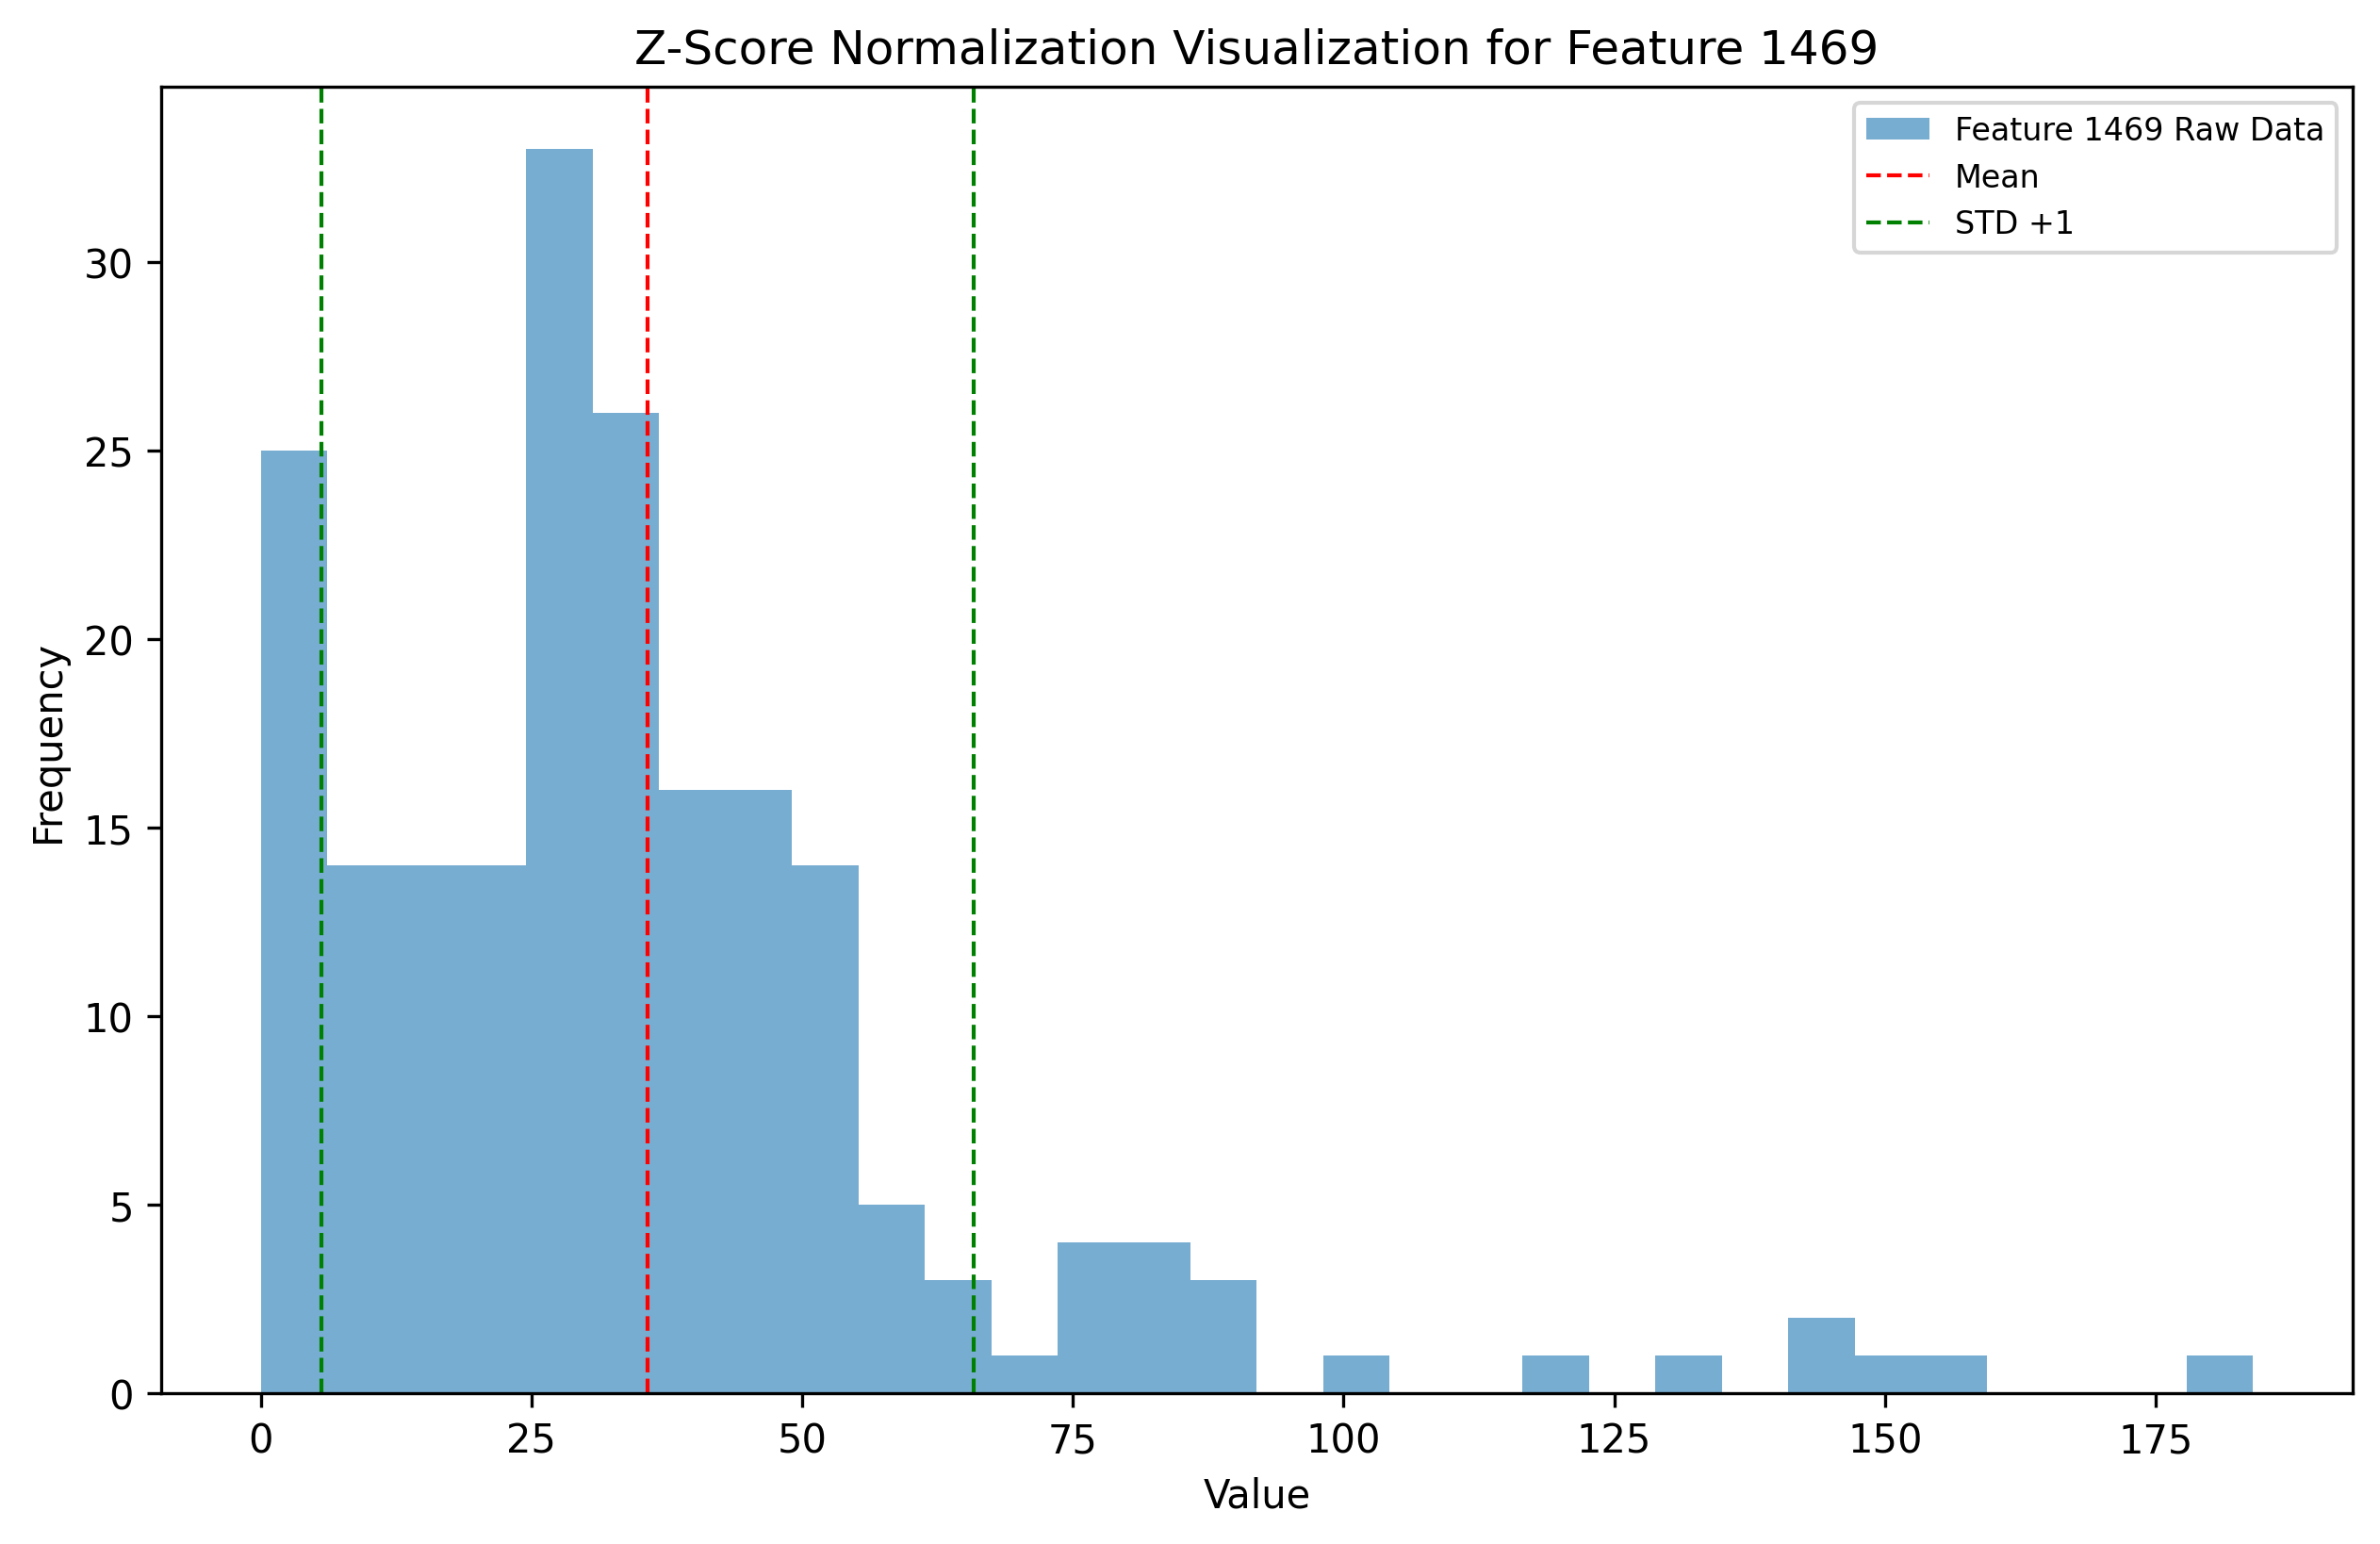 Z-Score Normalization Visualization for Feature 1469
Feature 1469 Raw Data
Mean
STD +1
Frequency
30
25
20
15
10
5
0
0 25 50 75 100 125 150 175
Value